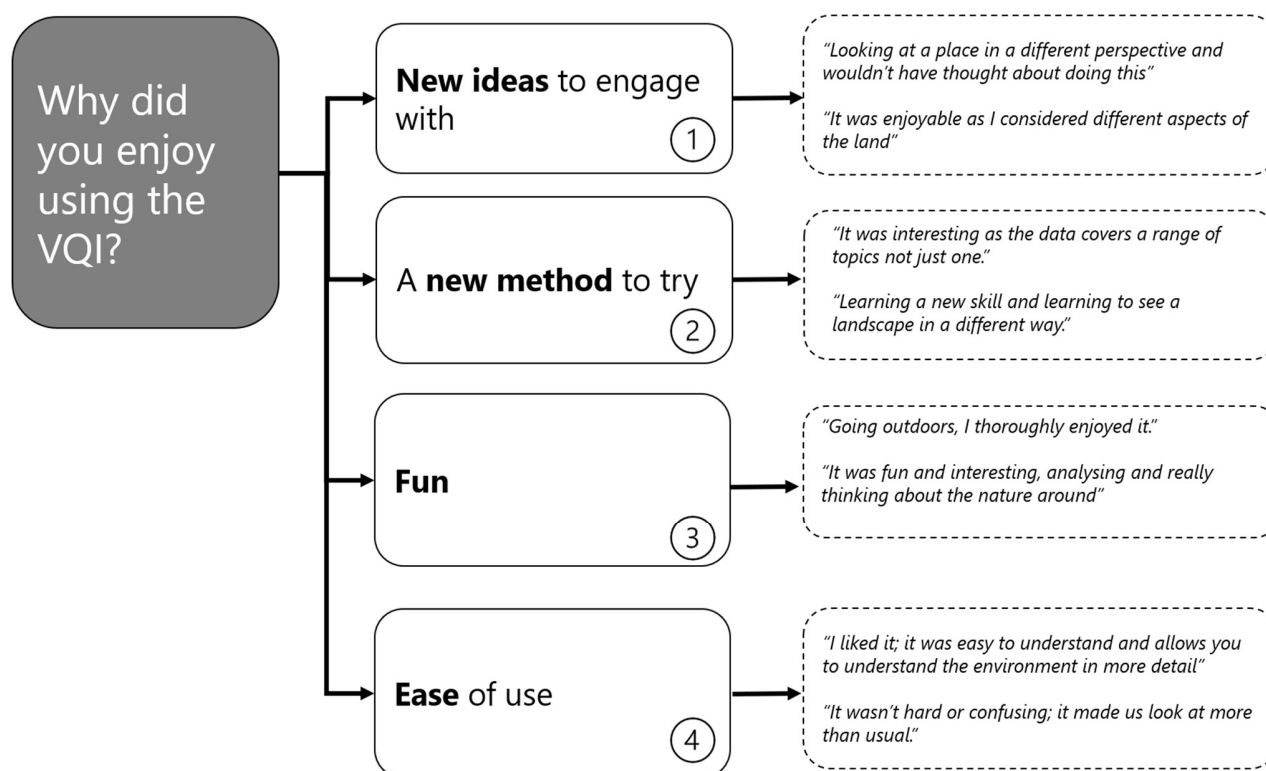 Why did
you enjoy
using the
VQI?
New ideas to engage
with
1
“Looking at a place in a different perspective and
wouldn’t have thought about doing this”
“It was enjoyable as I considered different aspects of
the land”
A new method to try
2
“It was interesting as the data covers a range of
topics not just one.”
“Learning a new skill and learning to see a
landscape in a different way.”
Fun
3
“Going outdoors, I thoroughly enjoyed it.”
“It was fun and interesting, analysing and really
thinking about the nature around”
Ease of use
4
“I liked it; it was easy to understand and allows you
to understand the environment in more detail”
“It wasn’t hard or confusing; it made us look at more
than usual.”